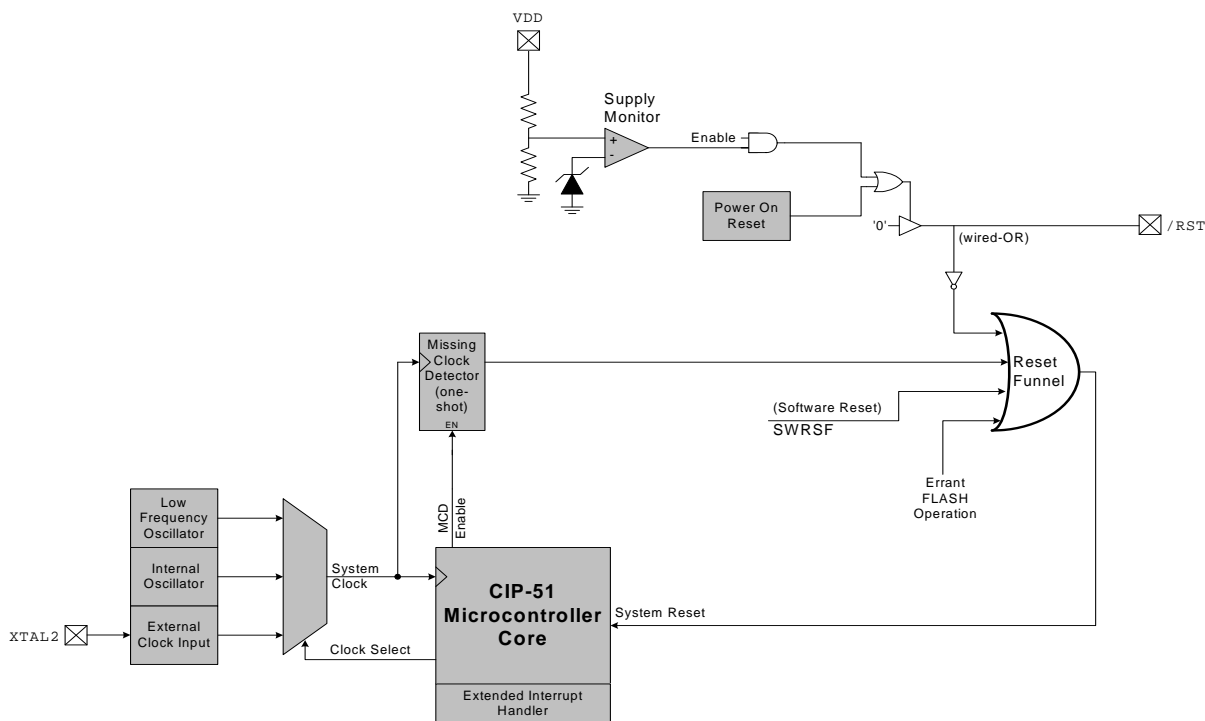 VDD
Supply
Monitor
+
-
Enable
Power On
Reset
'0'
(wired-OR)
/RST
Missing
Clock
Detector
(one-
shot)
EN
Reset
Funnel
(Software Reset)
SWRSF
Errant
FLASH
Operation
MCD
Enable
Low
Frequency
Oscillator
Internal
Oscillator
External
Clock Input
XTAL2
System
Clock
CIP-51
Microcontroller
Core
System Reset
Clock Select
Extended Interrupt
Handler